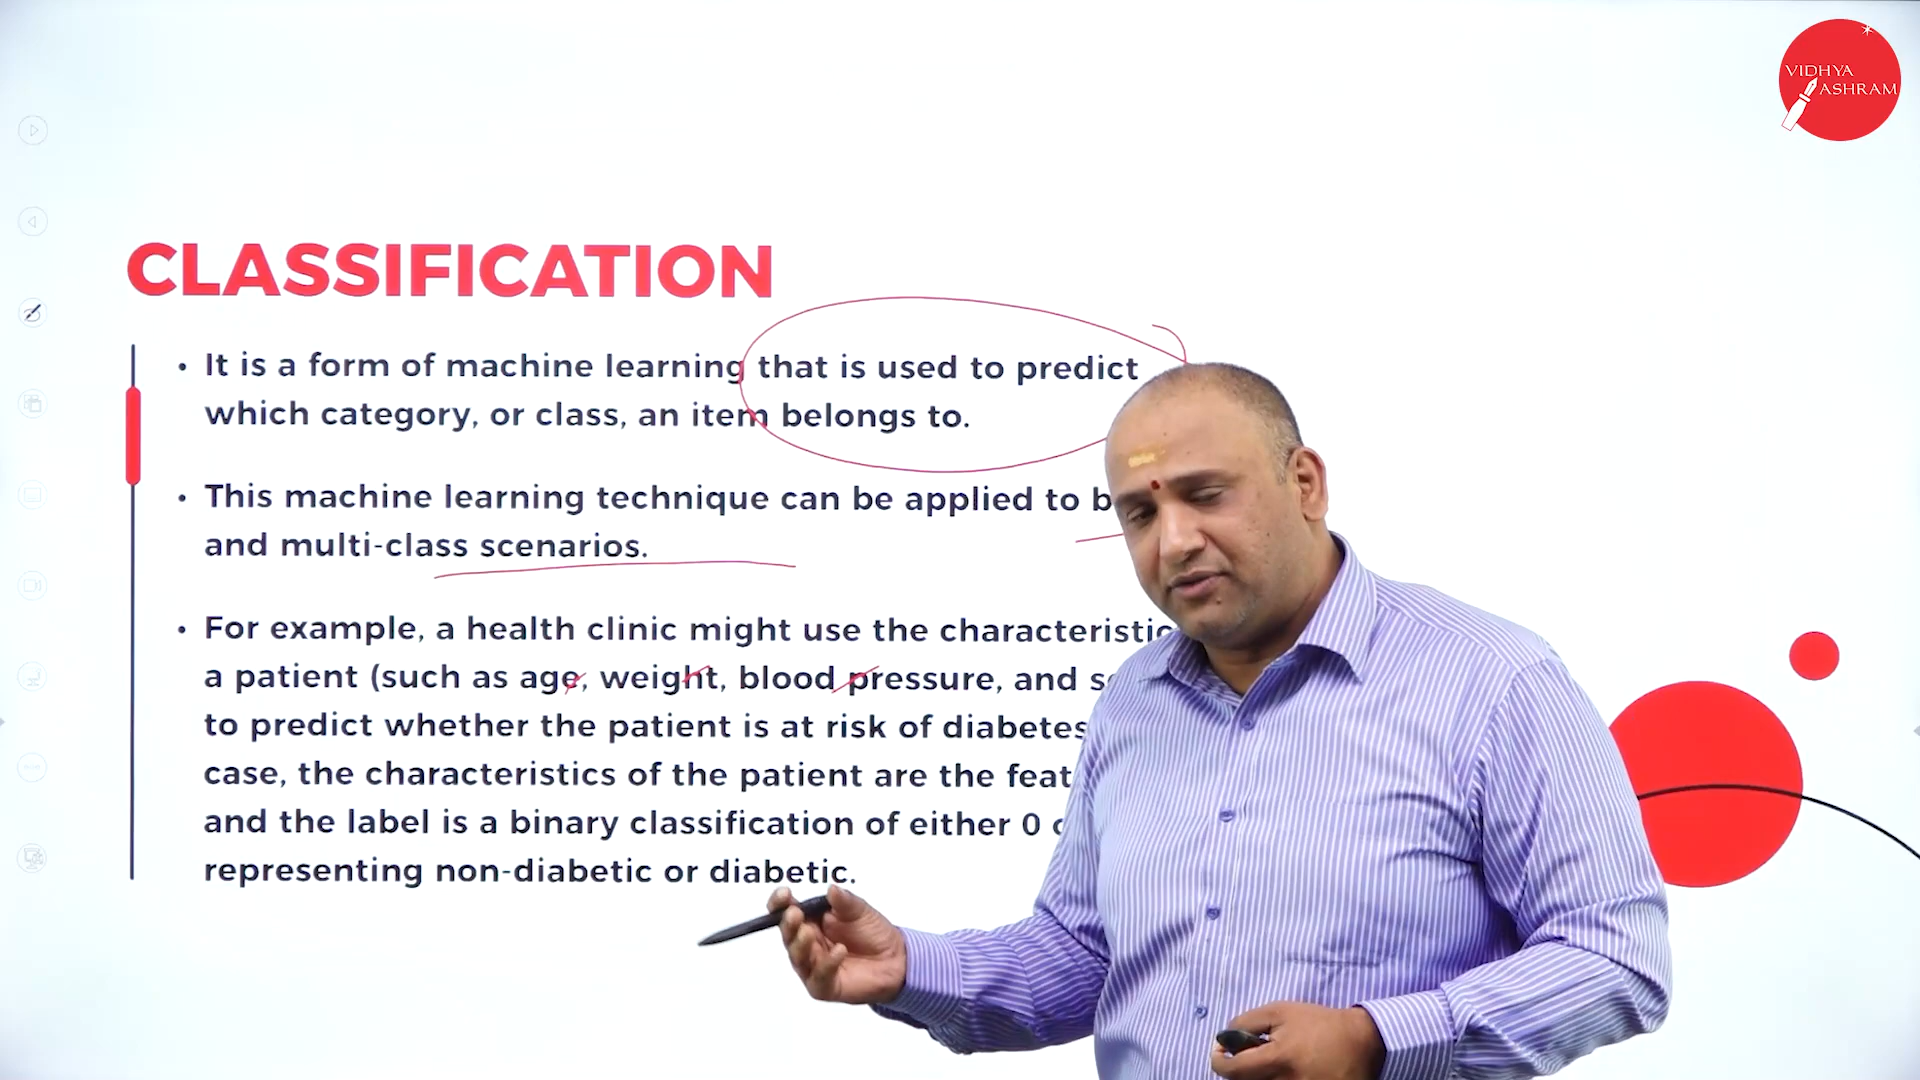 VIDHYA
ASHRAM
CLASSIFICATION
• It is a form of machine learning that is used to predict
which category, or class, an item belongs to.
• This machine learning technique can be applied to
and multi-class scenarios.
• For example, a health clinic might use the
a patient (such as age, weight, blood pressure, and
to predict whether the patient is at risk of diabetes
case, the characteristics of the patient are the
and the label is a binary classification of either 0
representing non-diabetic or diabetic.